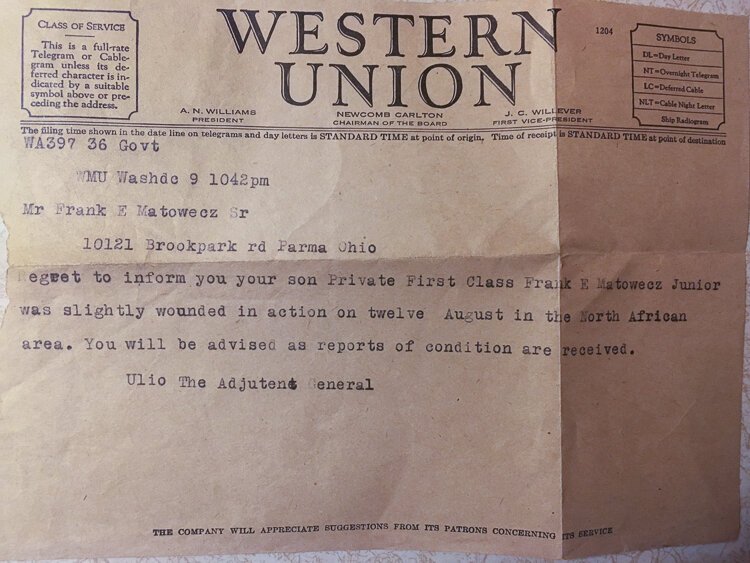 CLASS OF SERVICE
This is a full-rate
Telegram or Cable-
gram unless its de-
ferred character is in-
dicated by a suitable
symbol above or pre-
ceding the address.
WESTERN
UNION
1204
SYMBOLS
DL=Day Letter
NT=Overnight Telegram
LC=Deferred Cable
NLT=Cable Night Letter
Ship Radiogram
A. N. WILLIAMS
PRESIDENT
NEWCOMB CARLTON
CHAIRMAN OF THE BOARD
J. C. WILLEVER
FIRST VICE-PRESIDENT
The filing time shown in the date line on telegrams and day letters is STANDARD TIME at point of origin. Time of receipt is STANDARD TIME at point of destination
WA397 36 Govt
WMU Washdc 9 1042pm
Mr Frank E Matowecz Sr
10121 Brookpark rd Parma Ohio
Regret to inform you your son Private First Class Frank E Matowecz Junior
was slightly wounded in action on twelve August in the North African
area. You will be advised as reports of condition are received.
Ulio The Adjutent General
THE COMPANY WILL APPRECIATE SUGGESTIONS FROM ITS PATRONS CONCERNING ITS SERVICE